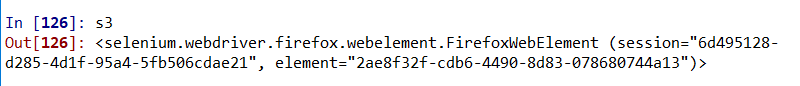 In [126]: s3
Out[126]: <selenium.webdriver.firefox.webelement.FirefoxWebElement (session="6d495128-
d285-4d1f-95a4-5fb506cdae21", element="2ae8f32f-cdb6-4490-8d83-078680744a13")>